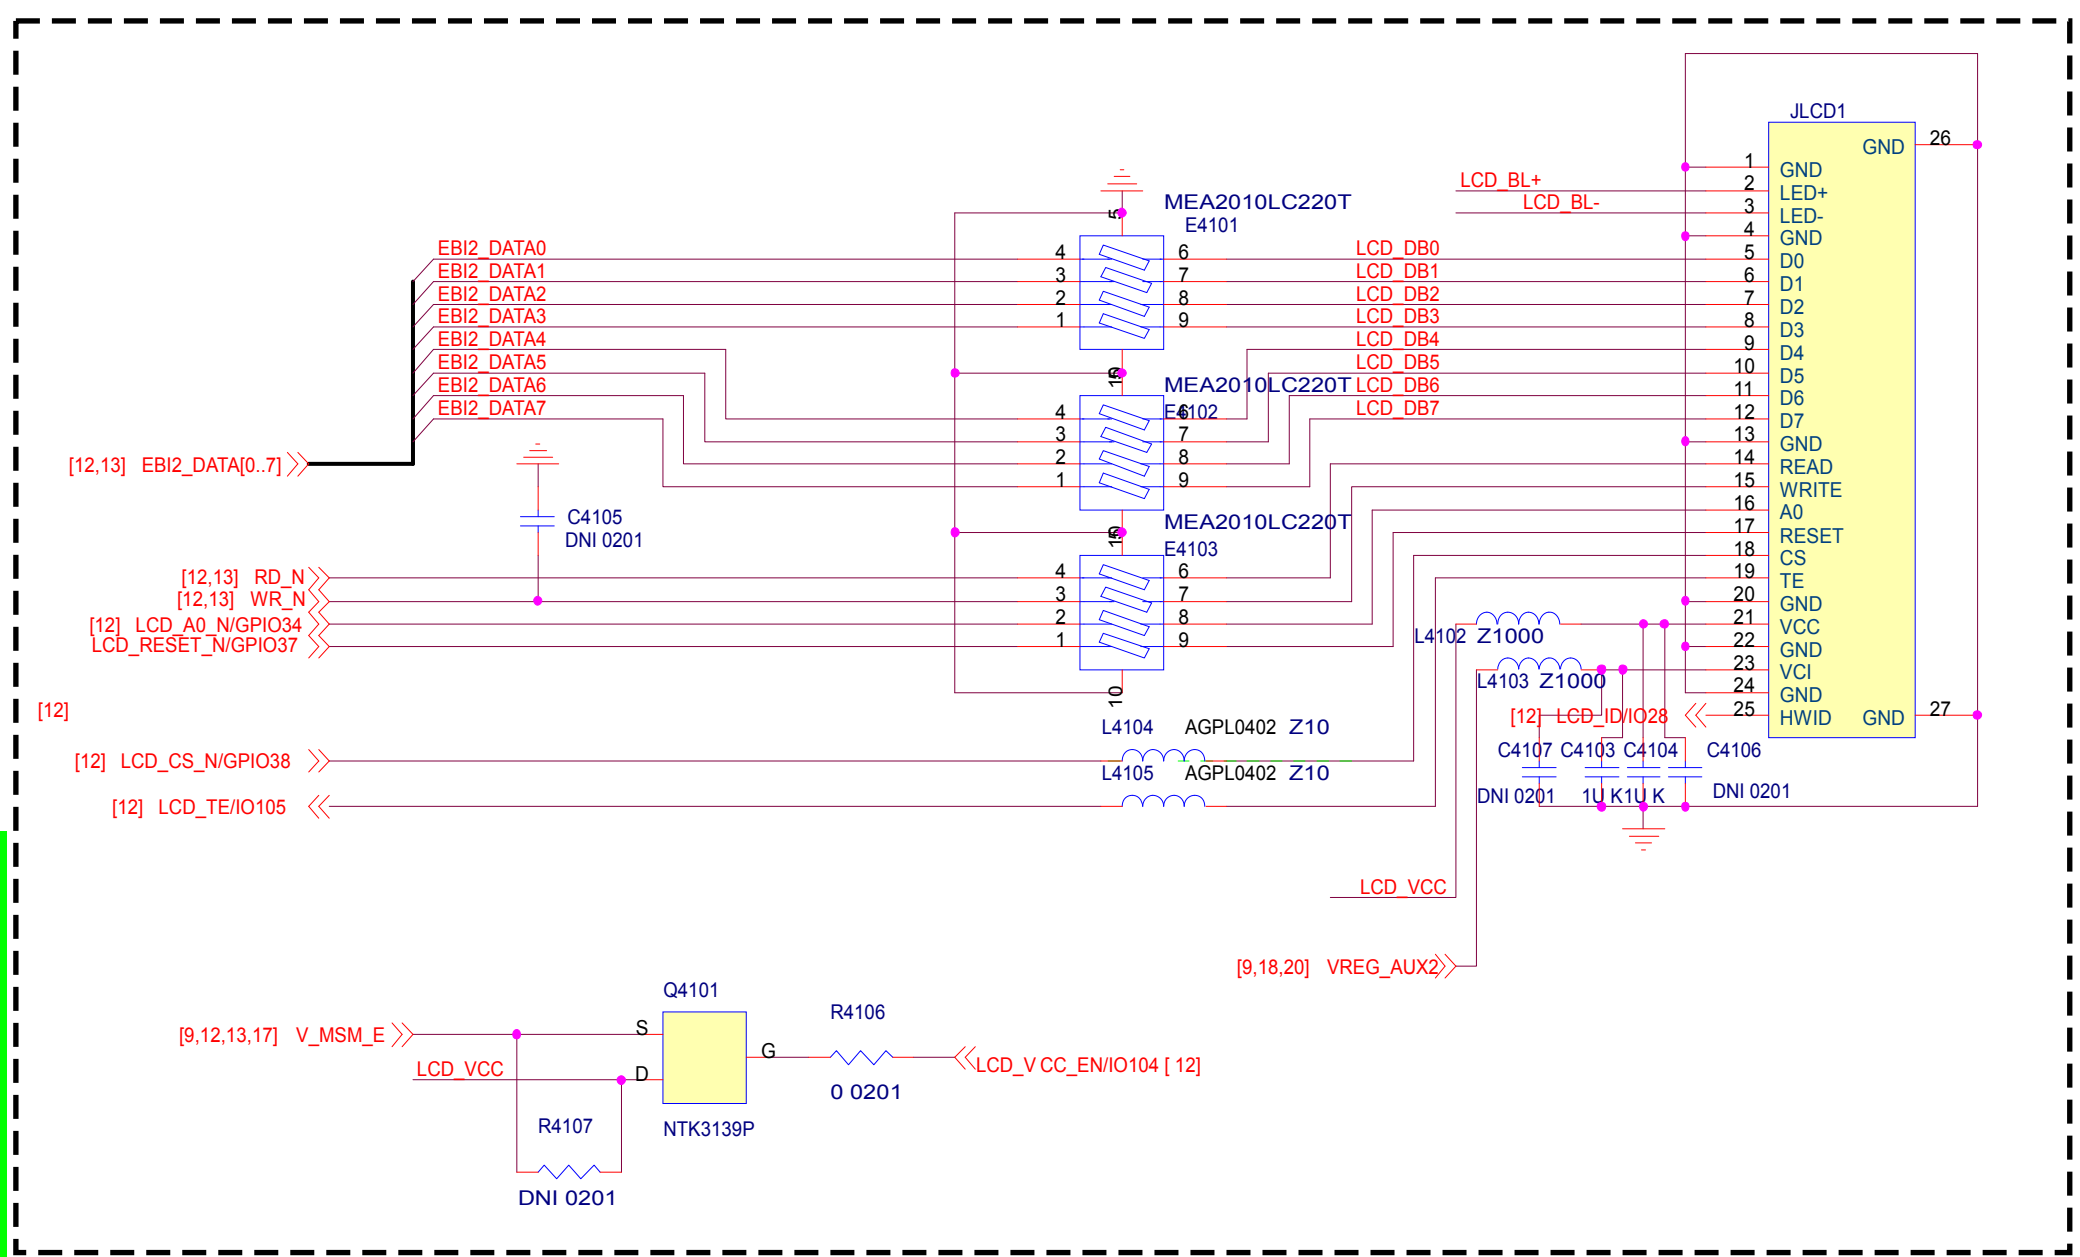 JLCD1
GND 26
1 GND
LCD_BL+ 2 LED+
LCD_BL- 3 LED-
4 GND
5 MEA2010LC220T
E4101
EBI2_DATA0 4 6 LCD_DB0 5 D0
EBI2_DATA1 3 7 LCD_DB1 6 D1
EBI2_DATA2 2 8 LCD_DB2 7 D2
EBI2_DATA3 1 9 LCD_DB3 8 D3
EBI2_DATA4 LCD_DB4 9 D4
EBI2_DATA5 10 5 LCD_DB5 10 D5
EBI2_DATA6 MEA2010LC220T LCD_DB6 11 D6
EBI2_DATA7 LCD_DB7 12 D7
4 E4102 6
3 7 13 GND
[12,13] EBI2_DATA[0..7] 2 8 14 READ
1 9 15 WRITE
C4105 16 A0
DNI 0201
10 5 MEA2010LC220T 17 RESET
E4103 18 CS
[12,13] RD_N 4 6 19 TE
[12,13] WR_N 3 7 20 GND
[12] LCD_A0_N/GPIO34 2 8 21 VCC
LCD_RESET_N/GPIO37 1 9 22 GND
L4102 Z1000
23 VCI
L4103 Z1000
10 24 GND
[12]
[12] LCD_ID/IO28 25 HWID GND 27
L4104 AGPL0402 Z10
C4107 C4103 C4104 C4106
[12] LCD_CS_N/GPIO38
L4105 AGPL0402 Z10
DNI 0201 1U K 1U K DNI 0201
[12] LCD_TE/IO105
LCD_VCC
[9,18,20] VREG_AUX2
Q4101
R4106
[9,12,13,17] V_MSM_E S
G
LCD_V CC_EN/IO104 [ 12]
LCD_VCC D
0 0201
R4107 NTK3139P
DNI 0201